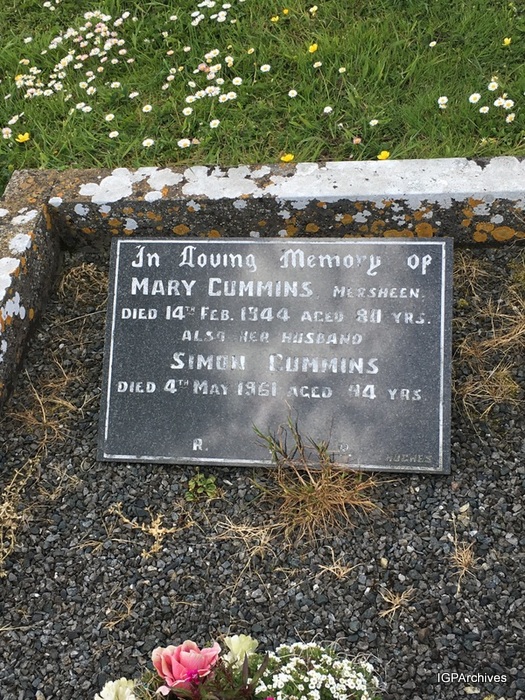 In Loving Memory of
MARY CUMMINS, MERSHEEN.
DIED 14TH FEB. 1944 AGED 80 YRS.
ALSO HER HUSBAND
SIMON CUMMINS
DIED 4TH MAY 1961 AGED 94 YRS.
R.
HUGHES
IGPArchives